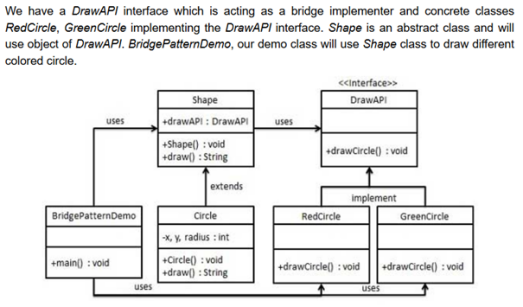 We have a DrawAPI interface which is acting as a bridge implementer and concrete classes
RedCircle, GreenCircle implementing the DrawAPI interface. Shape is an abstract class and will
use object of DrawAPI. BridgePatternDemo, our demo class will use Shape class to draw different
colored circle.
<<Interface>>
Shape
DrawAPI
uses
+drawAPI : DrawAPI
uses
+Shape() : void
+draw() : String
+drawCircle() : void
extends
implement
BridgePatternDemo
Circle
RedCircle
GreenCircle
-x, y, radius : int
+main() : void
+Circle() : void
+draw() : String
+drawCircle() : void
+drawCircle() : void
uses
uses